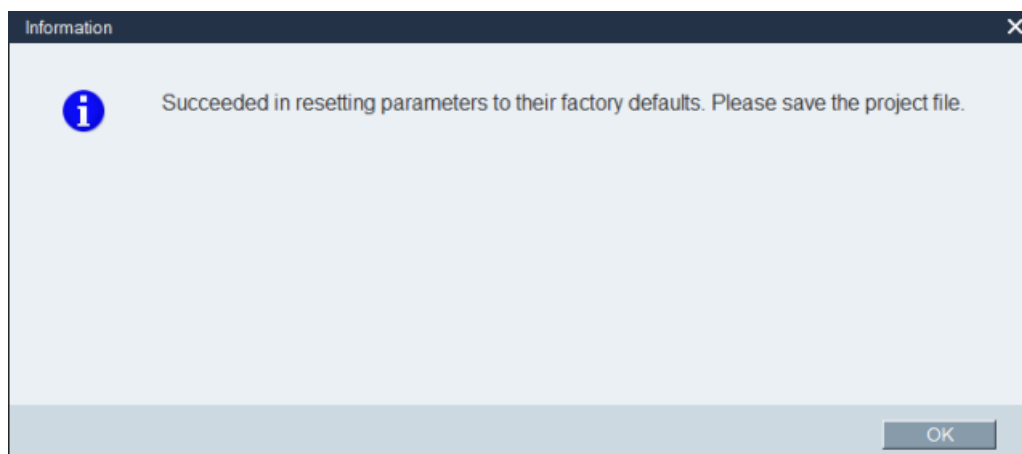 Information
Succeeded in resetting parameters to their factory defaults. Please save the project file.
OK